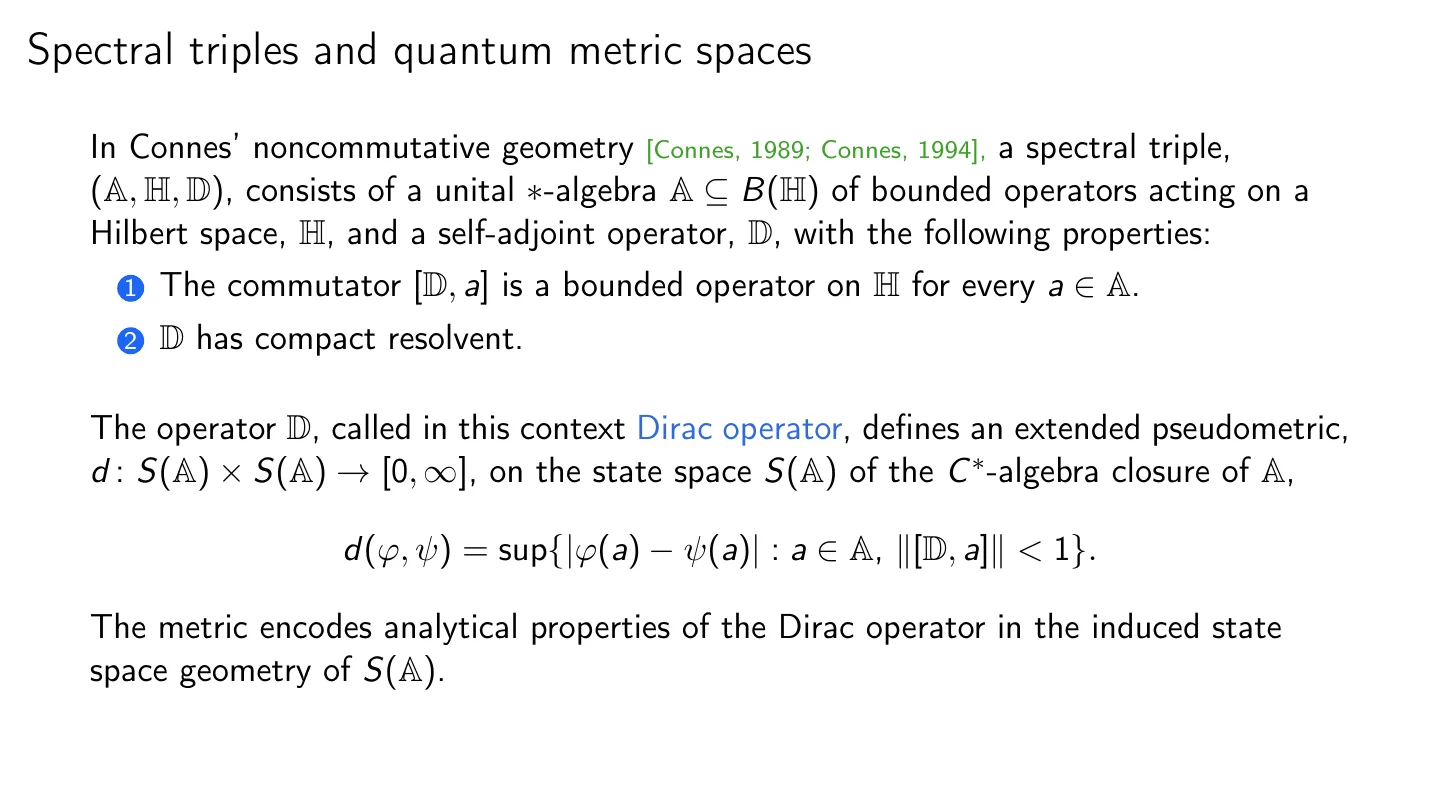 Spectral triples and quantum metric spaces
In Connes' noncommutative geometry [Connes, 1989; Connes, 1994], a spectral triple,
(𝔸, ℍ, 𝔻), consists of a unital ∗-algebra 𝔸 ⊆ B(ℍ) of bounded operators acting on a
Hilbert space, ℍ, and a self-adjoint operator, 𝔻, with the following properties:
1 The commutator [𝔻, a] is a bounded operator on ℍ for every a ∈ 𝔸.
2 𝔻 has compact resolvent.
The operator 𝔻, called in this context Dirac operator, defines an extended pseudometric,
d : S(𝔸) × S(𝔸) → [0, ∞], on the state space S(𝔸) of the C*-algebra closure of 𝔸,
d(φ, ψ) = sup{|φ(a) − ψ(a)| : a ∈ 𝔸, ‖[𝔻, a]‖ < 1}.
The metric encodes analytical properties of the Dirac operator in the induced state
space geometry of S(𝔸).